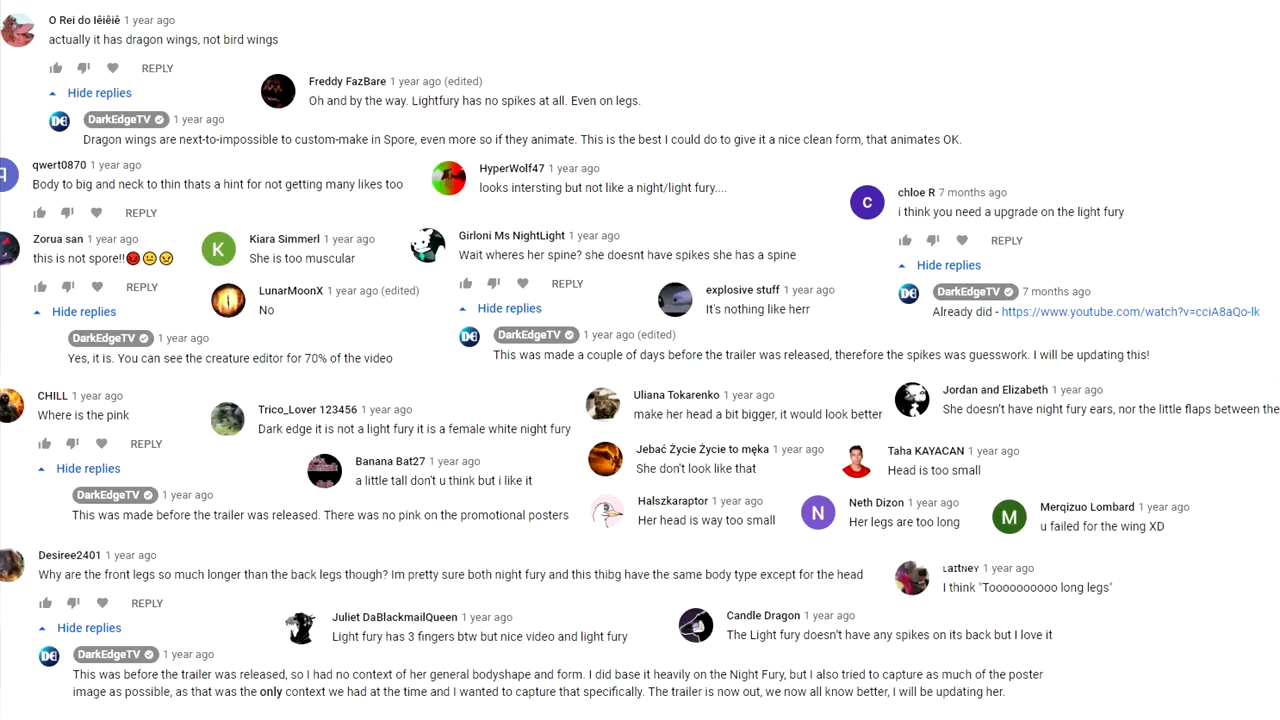 O Rei do lêiêiê 1 year ago
actually it has dragon wings, not bird wings
REPLY
Hide replies
DarkEdgeTV 1 year ago
Dragon wings are next-to-impossible to custom-make in Spore, even more so if they animate. This is the best I could do to give it a nice clean form, that animates OK.
Freddy FazBare 1 year ago (edited)
Oh and by the way. Lightfury has no spikes at all. Even on legs.
qwert0870 1 year ago
Body to big and neck to thin thats a hint for not getting many likes too
REPLY
HyperWolf47 1 year ago
looks intersting but not like a night/light fury....
C
chloe R 7 months ago
i think you need a upgrade on the light fury
REPLY
Hide replies
DarkEdgeTV 7 months ago
Already did - https://www.youtube.com/watch?v=cciA8aQo-lk
Zorua san 1 year ago
this is not spore!!😡😐😠
REPLY
Hide replies
DarkEdgeTV 1 year ago
Yes, it is. You can see the creature editor for 70% of the video
K
Kiara Simmerl 1 year ago
She is too muscular
LunarMoonX 1 year ago (edited)
No
Girloni Ms NightLight 1 year ago
Wait wheres her spine? she doesnt have spikes she has a spine
REPLY
Hide replies
DarkEdgeTV 1 year ago (edited)
This was made a couple of days before the trailer was released, therefore the spikes was guesswork. I will be updating this!
explosive stuff 1 year ago
It's nothing like herr
CHILL 1 year ago
Where is the pink
REPLY
Hide replies
DarkEdgeTV 1 year ago
This was made before the trailer was released. There was no pink on the promotional posters
Trico_Lover 123456 1 year ago
Dark edge it is not a light fury it is a female white night fury
Banana Bat27 1 year ago
a little tall don't u think but i like it
Uliana Tokarenko 1 year ago
make her head a bit bigger, it would look better
Jordan and Elizabeth 1 year ago
She doesn't have night fury ears, nor the little flaps between the
Jebać Życie Życie to męka 1 year ago
She don't look like that
Taha KAYACAN 1 year ago
Head is too small
Halszkaraptor 1 year ago
Her head is way too small
N
Neth Dizon 1 year ago
Her legs are too long
M
Merqizuo Lombard 1 year ago
u failed for the wing XD
Desiree2401 1 year ago
Why are the front legs so much longer than the back legs though? Im pretty sure both night fury and this thibg have the same body type except for the head
REPLY
Hide replies
DarkEdgeTV 1 year ago
This was before the trailer was released, so I had no context of her general bodyshape and form. I did base it heavily on the Night Fury, but I also tried to capture as much of the poster
image as possible, as that was the only context we had at the time and I wanted to capture that specifically. The trailer is now out, we now all know better, I will be updating her.
Lᴀɪᴛɴᴇʏ 1 year ago
I think "Toooooooooo long legs"
Juliet DaBlackmailQueen 1 year ago
Light fury has 3 fingers btw but nice video and light fury
Candle Dragon 1 year ago
The Light fury doesn't have any spikes on its back but I love it